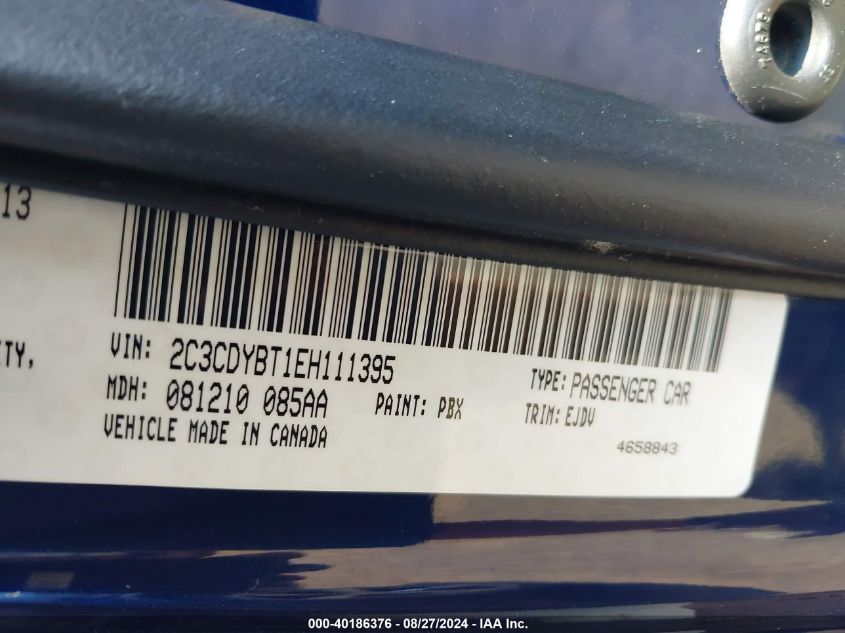 13
ITY,
VIN: 2C3CDYBT1EH111395
TYPE: PASSENGER CAR
MDH: 081210 085AA
PAINT: PBX
TRIM: EJDV
VEHICLE MADE IN CANADA
4658843
000-40186376 - 08/27/2024 - IAA Inc.